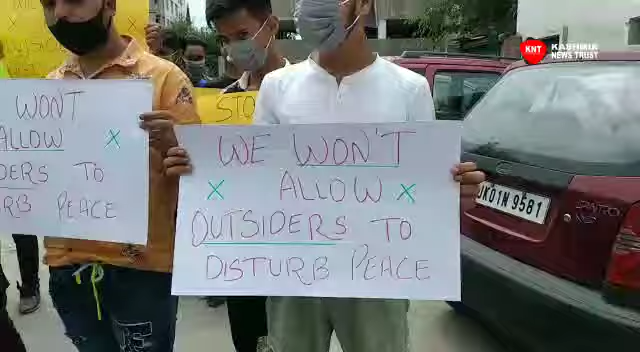 KNT KASHMIR
NEWS TRUST
WONT
ALLOW x
DERS TO
RB PEACE
STO
WE WON'T
x ALLOW x
OUTSIDERS TO
DISTURB PEACE
JK01N 9581